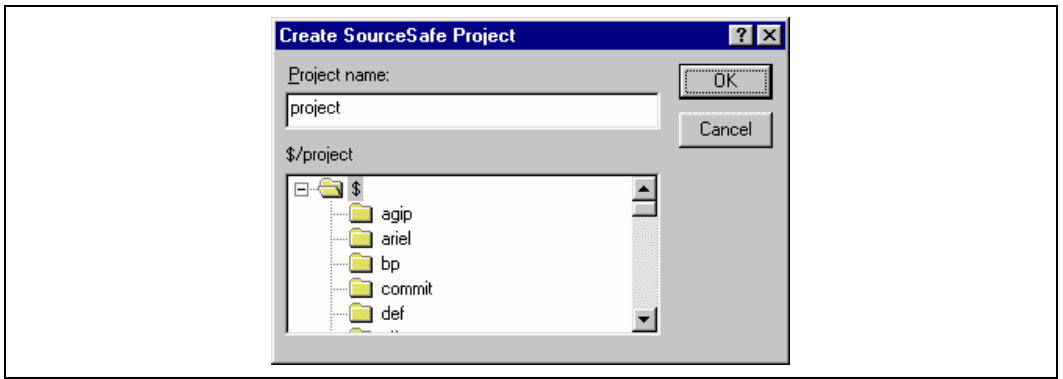 Create SourceSafe Project
Project name:
OK
project
Cancel
$/project
$
agip
ariel
bp
commit
def